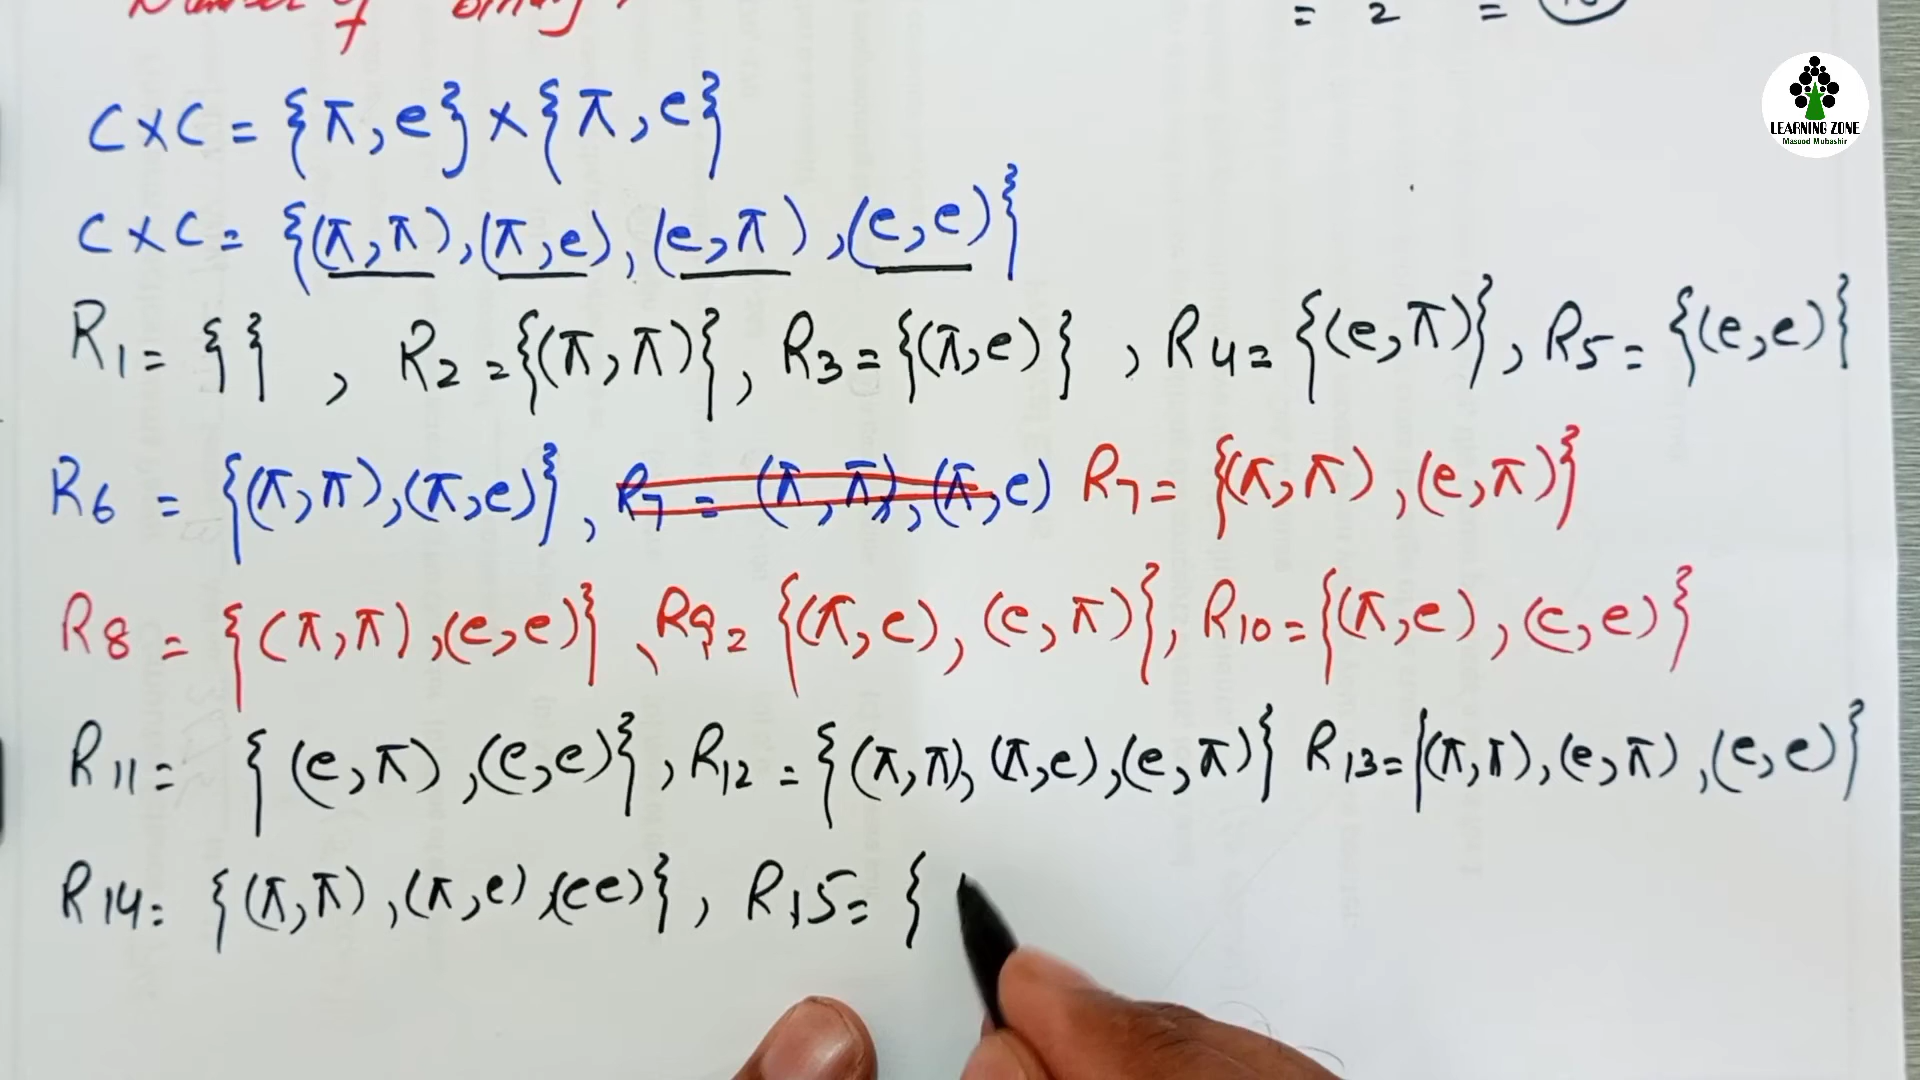 = 2 =
C×C = {π, e} × {π, e}
C×C = {(π, π), (π, e), (e, π), (e, e)}
R1 = { } , R2 = {(π, π)}, R3 = {(π, e)} , R4 = {(e, π)}, R5 = {(e, e)}
R6 = {(π, π), (π, e)}, R7 = (π, π), (π, e) R7 = {(π, π), (e, π)}
R8 = {(π, π), (e, e)}, R9 = {(π, e), (e, π)}, R10 = {(π, e), (e, e)}
R11 = {(e, π), (e, e)}, R12 = {(π, π), (π, e), (e, π)} R13 = {(π, π), (e, π), (e, e)}
R14 = {(π, π), (π, e), (e e)}, R15 = {
LEARNING ZONE
Masood Mubashir